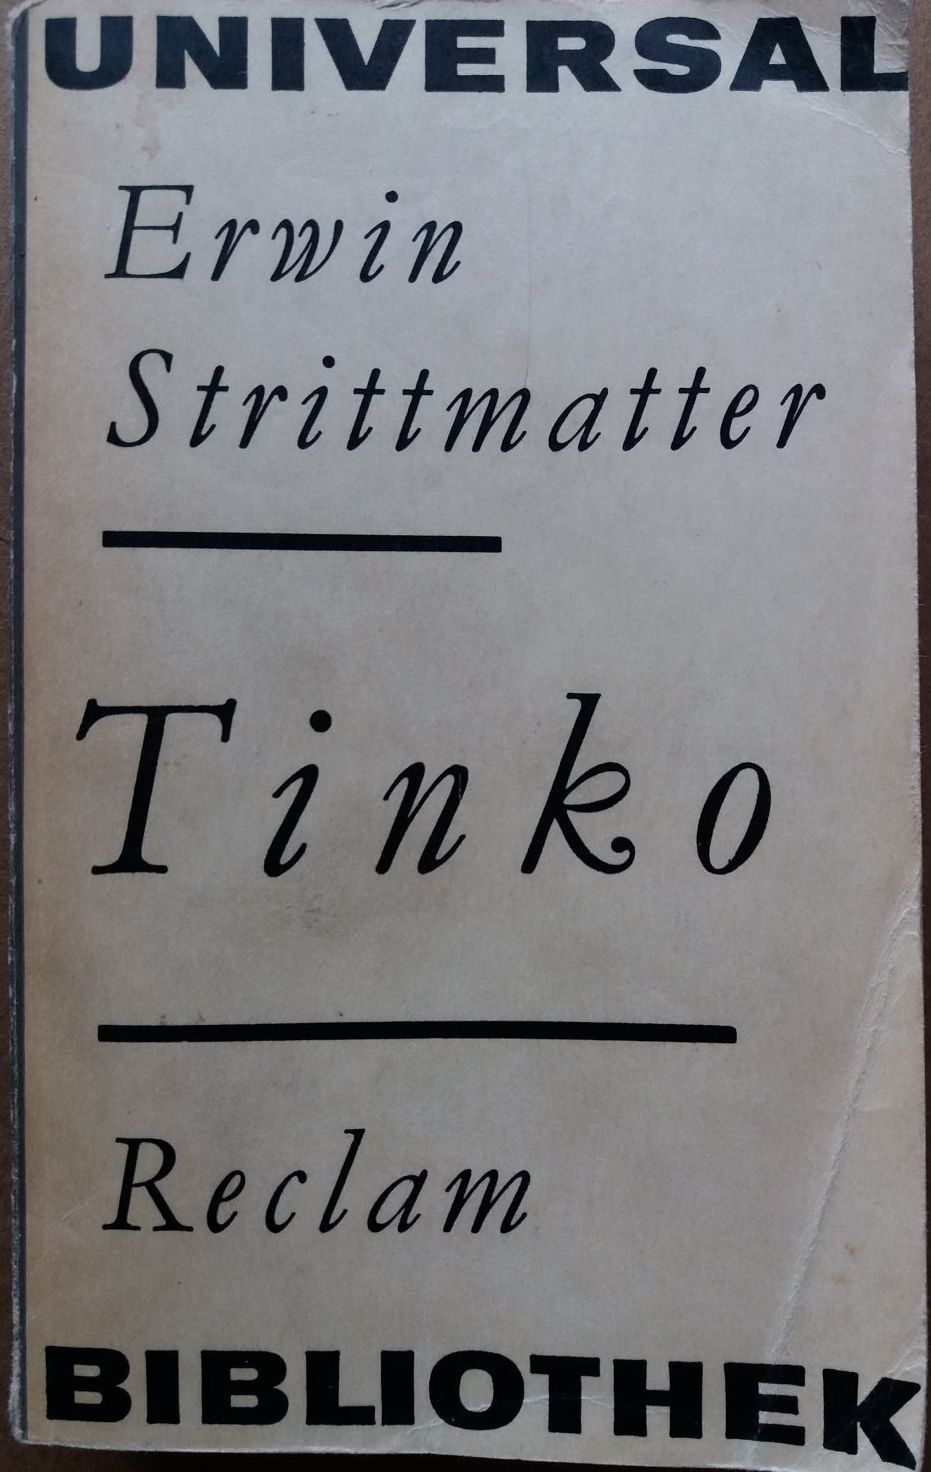 UNIVERSAL
Erwin
Strittmatter
Tinko
Reclam
BIBLIOTHEK